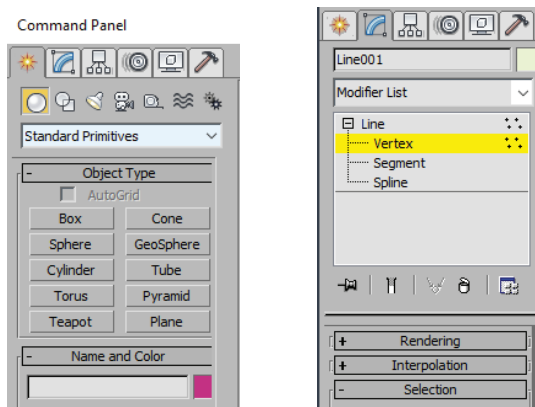 Command Panel
Standard Primitives
- Object Type
AutoGrid
Box Cone
Sphere GeoSphere
Cylinder Tube
Torus Pyramid
Teapot Plane
- Name and Color
Line001
Modifier List
Line
Vertex
Segment
Spline
+ Rendering
+ Interpolation
- Selection